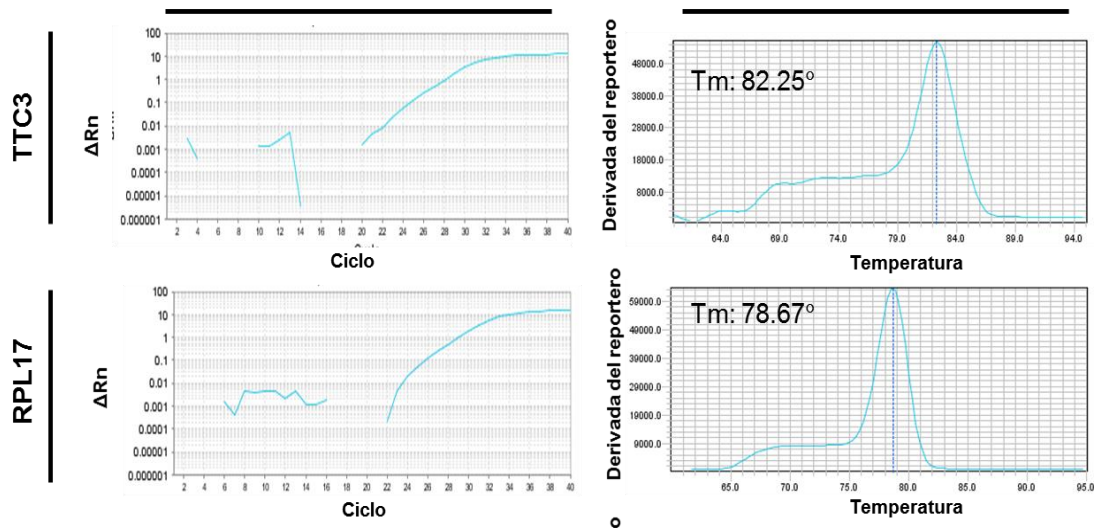 TTC3
ΔRn
100
10
1
0.1
0.01
0.001
0.0001
0.00001
0.000001
2 4 6 8 10 12 14 16 18 20 22 24 26 28 30 32 34 36 38 40
Ciclo
Derivada del reportero
Tm: 82.25º
48000.0
38000.0
28000.0
18000.0
8000.0
64.0 69.0 74.0 79.0 84.0 89.0 94.0
Temperatura
RPL17
ΔRn
100
10
1
0.1
0.01
0.001
0.0001
0.00001
0.000001
2 4 6 8 10 12 14 16 18 20 22 24 26 28 30 32 34 36 38 40
Ciclo
Derivada del reportero
Tm: 78.67º
59000.0
49000.0
39000.0
29000.0
19000.0
9000.0
65.0 70.0 75.0 80.0 85.0 90.0 95.0
Temperatura
o